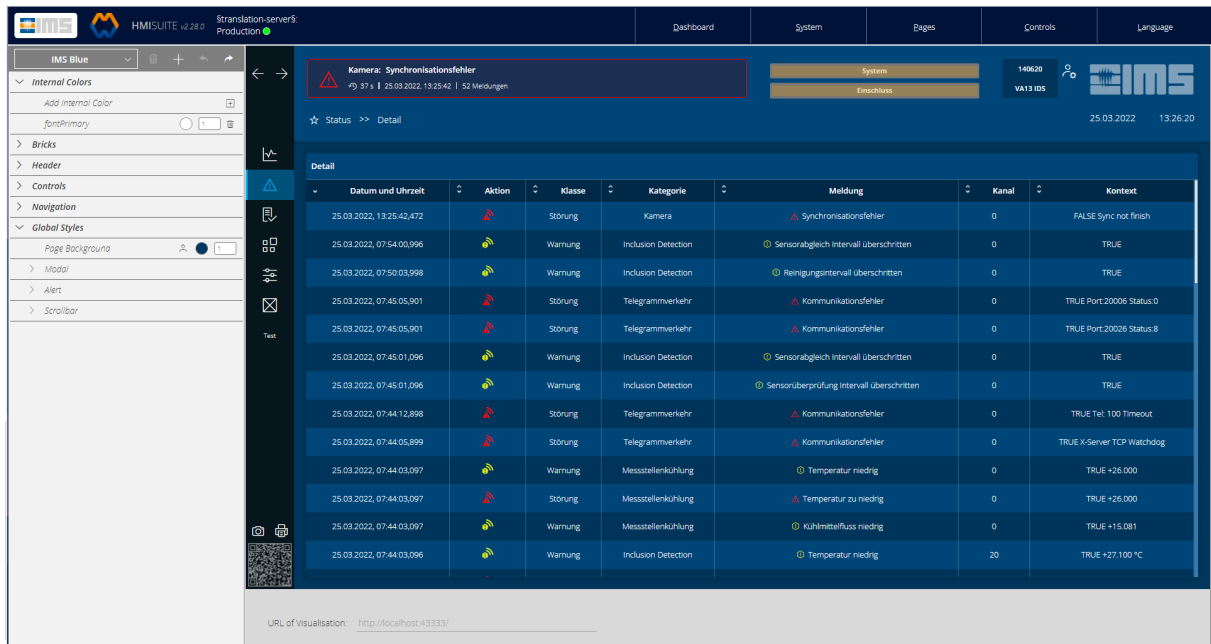 IMS
HMISUITE v2.28.0
§translation-server§:
Production
Dashboard
System
Pages
Controls
Language
IMS Blue
Internal Colors
Add Internal Color
fontPrimary 1
Bricks
Header
Controls
Navigation
Global Styles
Page Background 1
Modal
Alert
Scrollbar
Test
Kamera: Synchronisationsfehler
37 s | 25.03.2022, 13:25:42 | 52 Meldungen
System
Einschluss
140620
VA13 IDS
IMS
Status >> Detail
25.03.2022 13:26:20
Detail
Datum und Uhrzeit Aktion Klasse Kategorie Meldung Kanal Kontext
25.03.2022, 13:25:42,472 Störung Kamera Synchronisationsfehler 0 FALSE Sync not finish
25.03.2022, 07:54:00,996 Warnung Inclusion Detection Sensorabgleich Intervall überschritten 0 TRUE
25.03.2022, 07:50:03,998 Warnung Inclusion Detection Reinigungsintervall überschritten 0 TRUE
25.03.2022, 07:45:05,901 Störung Telegrammverkehr Kommunikationsfehler 0 TRUE Port:20006 Status:0
25.03.2022, 07:45:05,901 Störung Telegrammverkehr Kommunikationsfehler 0 TRUE Port:20026 Status:8
25.03.2022, 07:45:01,096 Warnung Inclusion Detection Sensorabgleich Intervall überschritten 0 TRUE
25.03.2022, 07:45:01,096 Warnung Inclusion Detection Sensorüberprüfung Intervall überschritten 0 TRUE
25.03.2022, 07:44:12,898 Störung Telegrammverkehr Kommunikationsfehler 0 TRUE Tel: 100 Timeout
25.03.2022, 07:44:05,899 Störung Telegrammverkehr Kommunikationsfehler 0 TRUE X-Server TCP Watchdog
25.03.2022, 07:44:03,097 Warnung Messstellenkühlung Temperatur niedrig 0 TRUE +26.000
25.03.2022, 07:44:03,097 Störung Messstellenkühlung Temperatur zu niedrig 0 TRUE +26.000
25.03.2022, 07:44:03,097 Warnung Messstellenkühlung Kühlmittelfluss niedrig 0 TRUE +15.081
25.03.2022, 07:44:03,096 Warnung Inclusion Detection Temperatur niedrig 20 TRUE +27.100 °C
URL of Visualisation: http://localhost:43333/